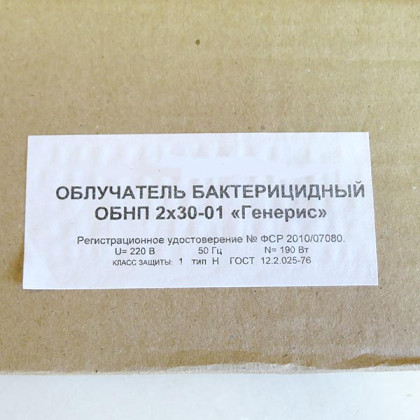 ОБЛУЧАТЕЛЬ БАКТЕРИЦИДНЫЙ
ОБНП 2х30-01 «Генерис»
Регистрационное удостоверение № ФСР 2010/07080.
U= 220 В 50 Гц N= 190 Вт
КЛАСС ЗАЩИТЫ: 1 тип Н ГОСТ 12.2.025-76